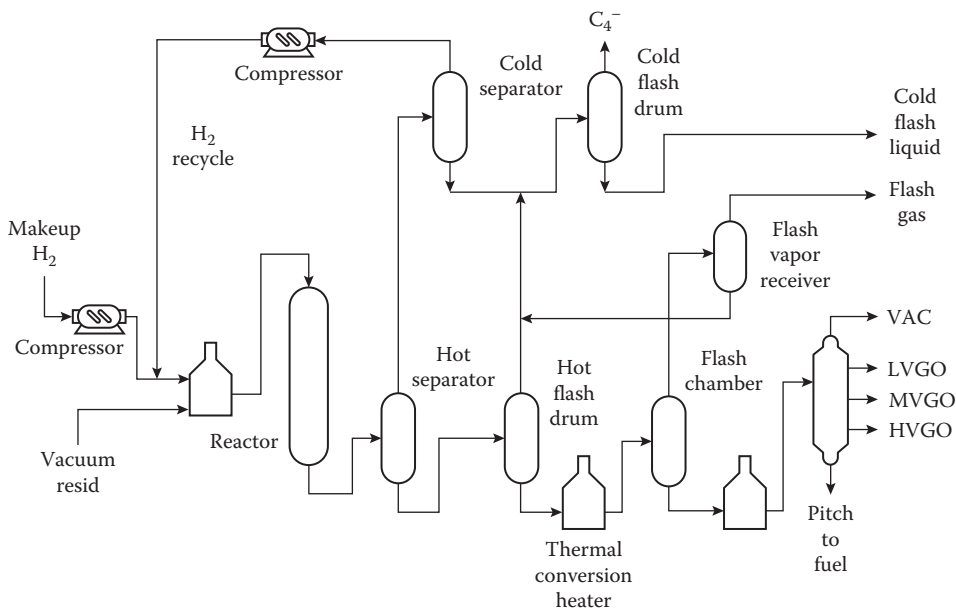 C₄⁻
Compressor
Cold
separator
Cold
flash
drum
Cold
flash
liquid
H₂
recycle
Flash
gas
Makeup
H₂
Flash
vapor
receiver
VAC
Compressor
Hot
separator
Hot
flash
drum
Flash
chamber
LVGO
MVGO
HVGO
Reactor
Vacuum
resid
Pitch
to
fuel
Thermal
conversion
heater